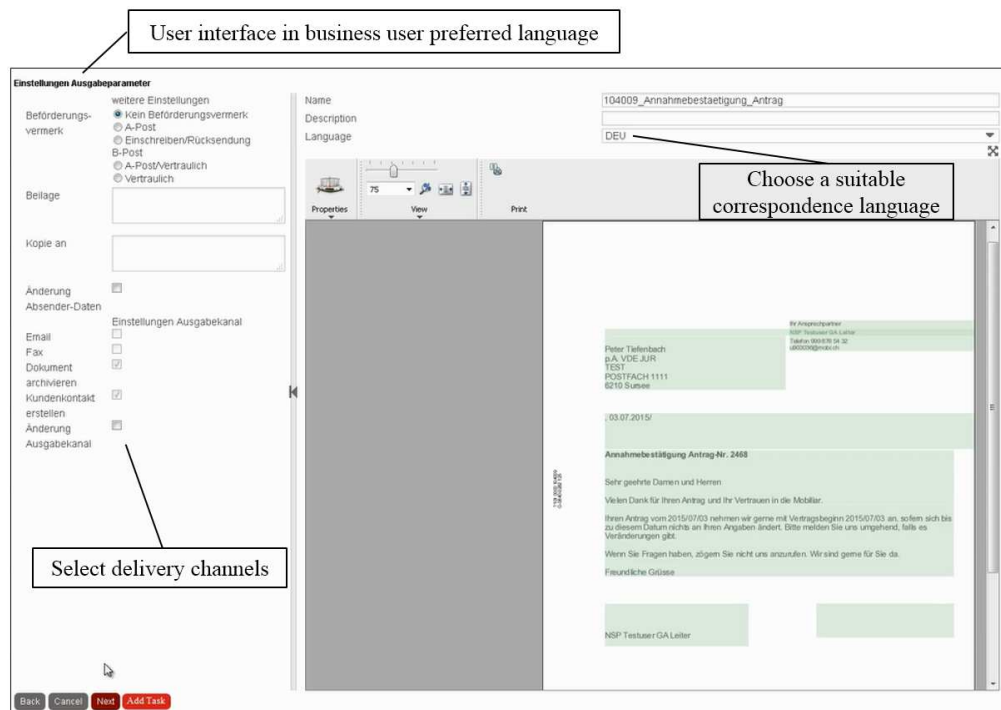 User interface in business user preferred language
Einstellungen Ausgabeparameter
weitere Einstellungen
Beförderungs-
vermerk
Kein Beförderungsvermerk
A-Post
Einschreiben/Rücksendung
B-Post
A-Post/Vertraulich
Vertraulich
Beilage
Kopie an
Änderung
Absender-Daten
Einstellungen Ausgabekanal
Email
Fax
Dokument
archivieren
Kundenkontakt
erstellen
Änderung
Ausgabekanal
Select delivery channels
Back Cancel Next Add Task
Name 104009_Annahmebestaetigung_Antrag
Description
Language DEU
Choose a suitable
correspondence language
75
Properties View Print
Ihr Ansprechpartner
NSP Testuser GA Leiter
Peter Tiefenbach
p.A. VDE JUR
TEST
POSTFACH 1111
6210 Sursee
, 03.07.2015/
Annahmebestätigung Antrag-Nr. 2468
Sehr geehrte Damen und Herren
Vielen Dank für Ihren Antrag und Ihr Vertrauen in die Mobiliar.
Ihren Antrag vom 2015/07/03 nehmen wir gerne mit Vertragsbeginn 2015/07/03 an, sofern sich bis
zu diesem Datum nichts an Ihren Angaben ändert. Bitte melden Sie uns umgehend, falls es
Veränderungen gibt.
Wenn Sie Fragen haben, zögern Sie nicht uns anzurufen. Wir sind gerne für Sie da.
Freundliche Grüsse
NSP Testuser GA Leiter